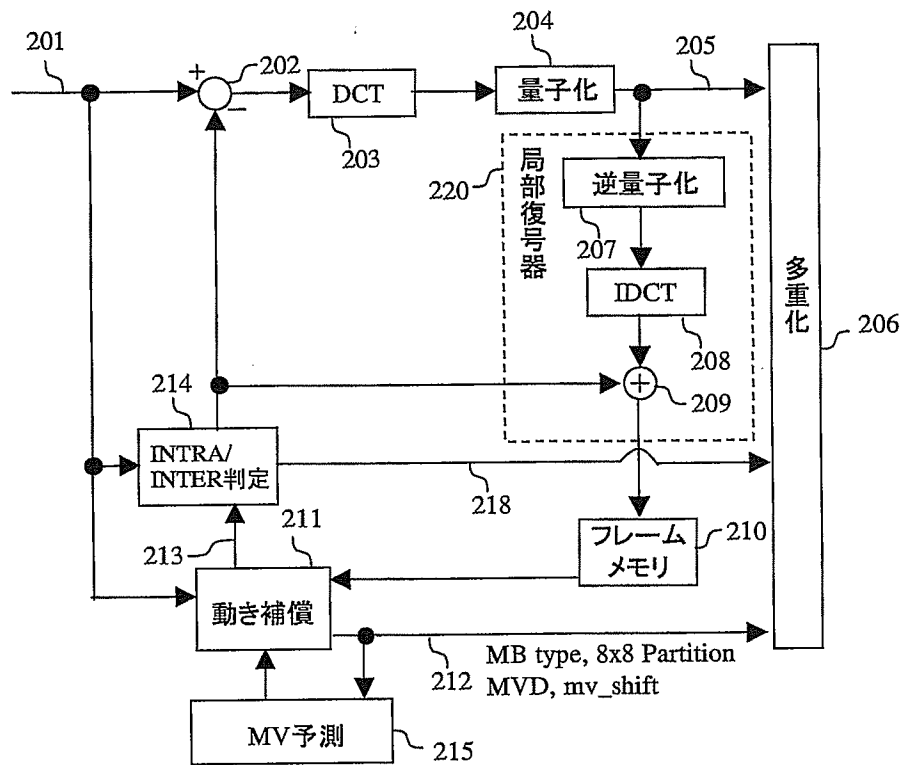 201
+
202
−
DCT
203
204
量子化
205
220
局部復号器
逆量子化
207
IDCT
208
+
209
多重化
206
214
INTRA/
INTER判定
218
213
211
動き補償
フレーム
メモリ
210
212
MB type, 8x8 Partition
MVD, mv_shift
MV予測
215